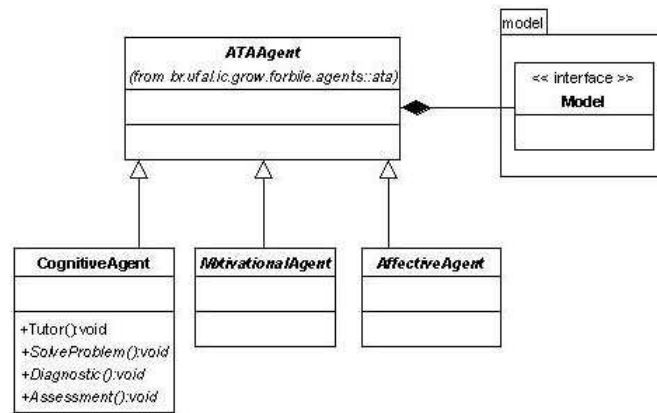 model
ATAAgent
(from br.ufal.ic.grow.forbile.agents::ata)
<< interface >>
Model
CognitiveAgent
+Tutor():void
+SolveProblem():void
+Diagnostic():void
+Assessment():void
MotivationalAgent
AffectiveAgent